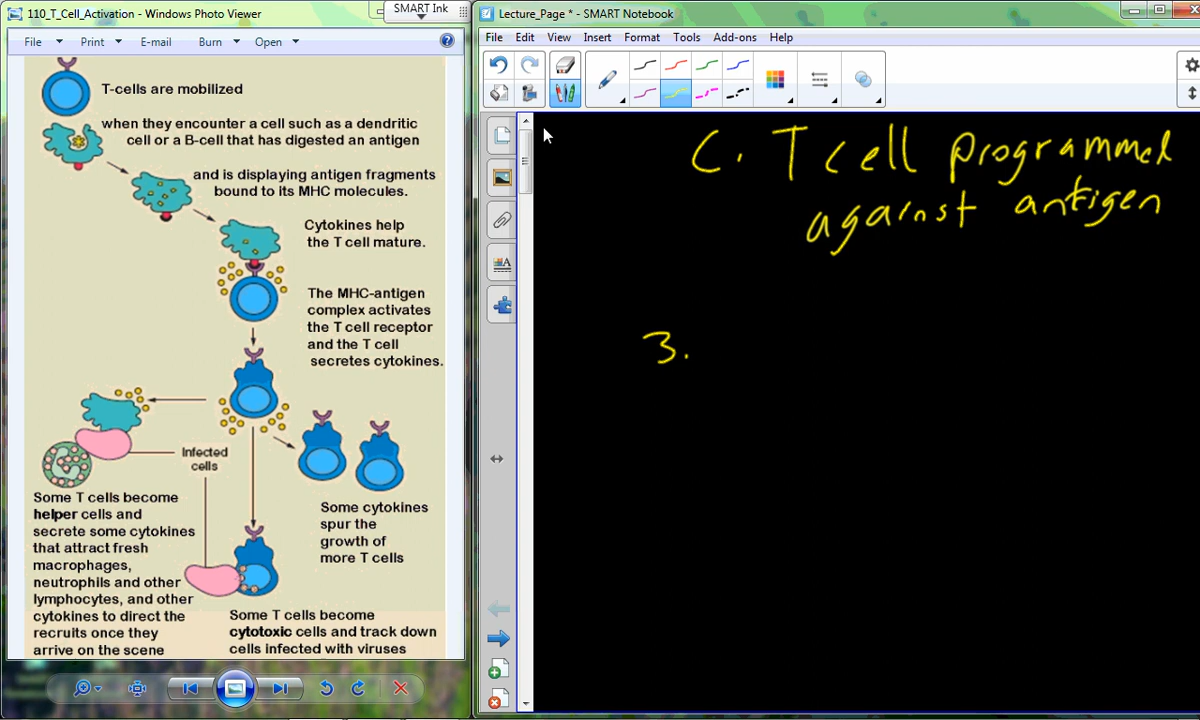 110_T_Cell_Activation - Windows Photo Viewer
SMART Ink
File Print E-mail Burn Open
T-cells are mobilized
when they encounter a cell such as a dendritic
cell or a B-cell that has digested an antigen
and is displaying antigen fragments
bound to its MHC molecules.
Cytokines help
the T cell mature.
The MHC-antigen
complex activates
the T cell receptor
and the T cell
secretes cytokines.
Infected
cells
Some T cells become
helper cells and
secrete some cytokines
that attract fresh
macrophages,
neutrophils and other
lymphocytes, and other
cytokines to direct the
recruits once they
arrive on the scene
Some cytokines
spur the
growth of
more T cells
Some T cells become
cytotoxic cells and track down
cells infected with viruses
Lecture_Page * - SMART Notebook
File Edit View Insert Format Tools Add-ons Help
C. T cell programmed
against antigen
3.